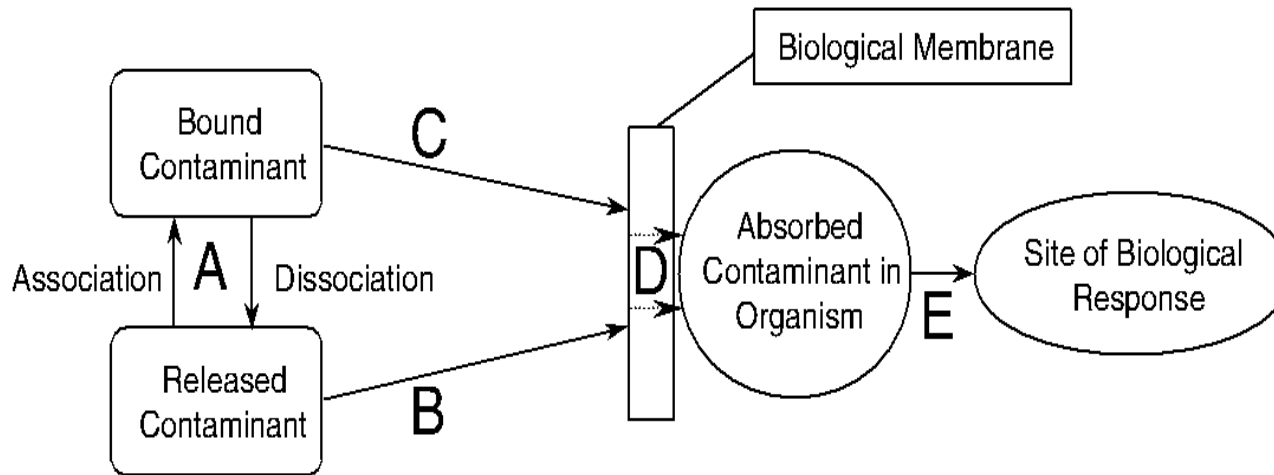 Biological Membrane
Bound
Contaminant
C
Association
A
Dissociation
D
Absorbed
Contaminant in
Organism
E
Site of Biological
Response
Released
Contaminant
B